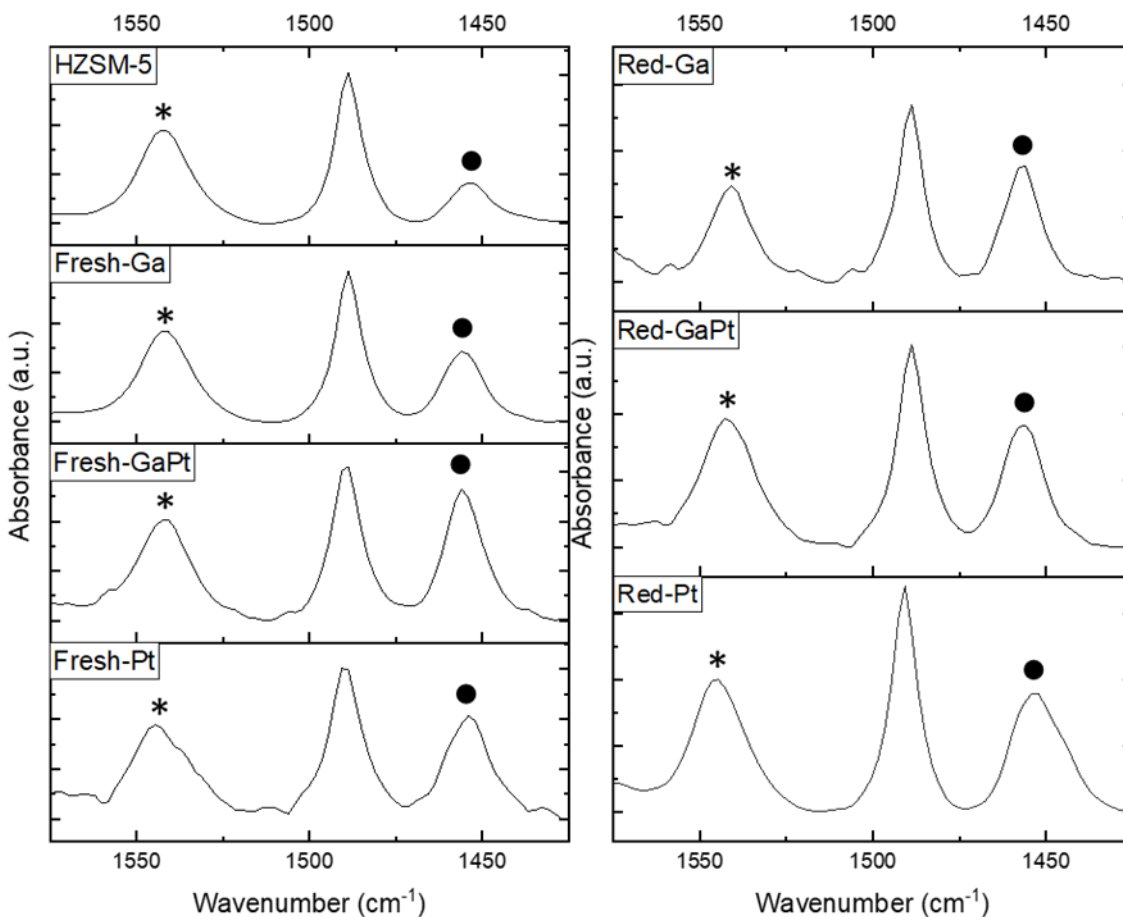 1550 1500 1450
HZSM-5
*
●
Fresh-Ga
*
●
Fresh-GaPt
*
●
Fresh-Pt
*
●
Absorbance (a.u.)
1550 1500 1450
Wavenumber (cm⁻¹)
1550 1500 1450
Red-Ga
*
●
Red-GaPt
*
●
Red-Pt
*
●
Absorbance (a.u.)
1550 1500 1450
Wavenumber (cm⁻¹)